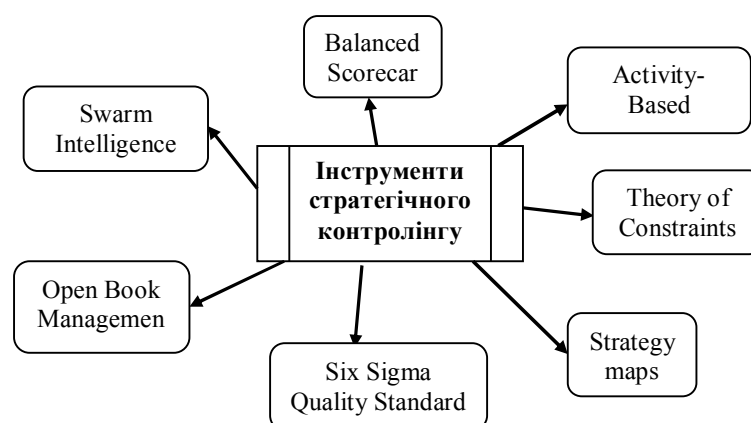 Balanced
Scorecar
Activity-
Based
Swarm
Intelligence
Інструменти
стратегічного
контролінгу
Theory of
Constraints
Open Book
Managemen
Strategy
maps
Six Sigma
Quality Standard